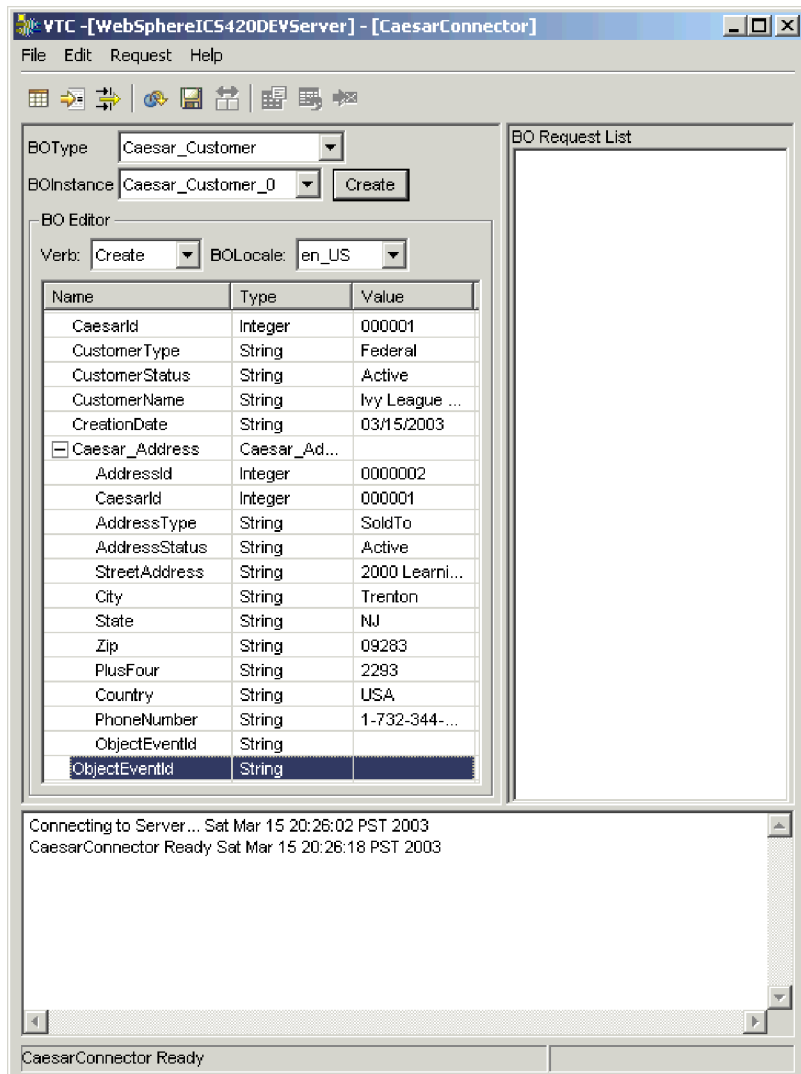 VTC -[WebSphereICS420DEVServer] - [CaesarConnector]
File Edit Request Help
BOType Caesar_Customer
BO Request List
BOInstance Caesar_Customer_0 Create
BO Editor
Verb: Create BOLocale: en_US
Name Type Value
CaesarId Integer 000001
CustomerType String Federal
CustomerStatus String Active
CustomerName String Ivy League ...
CreationDate String 03/15/2003
Caesar_Address Caesar_Ad...
AddressId Integer 0000002
CaesarId Integer 000001
AddressType String SoldTo
AddressStatus String Active
StreetAddress String 2000 Learni...
City String Trenton
State String NJ
Zip String 09283
PlusFour String 2293
Country String USA
PhoneNumber String 1-732-344-...
ObjectEventId String
ObjectEventId String
Connecting to Server... Sat Mar 15 20:26:02 PST 2003
CaesarConnector Ready Sat Mar 15 20:26:18 PST 2003
CaesarConnector Ready